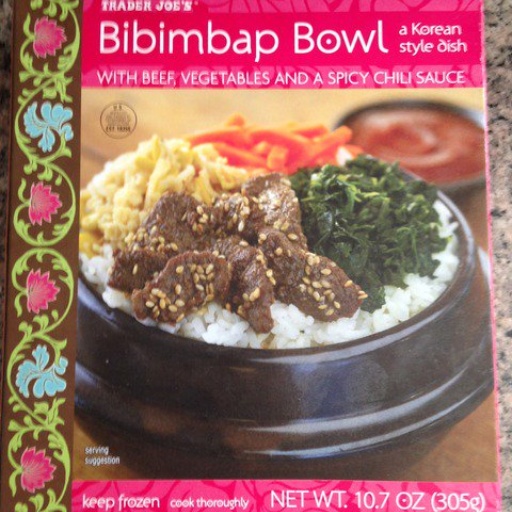 TRADER JOE'S
Bibimbap Bowl
a Korean
style dish
WITH BEEF, VEGETABLES AND A SPICY CHILI SAUCE
serving
suggestion
keep frozen cook thoroughly NET WT. 10.7 OZ (305g)